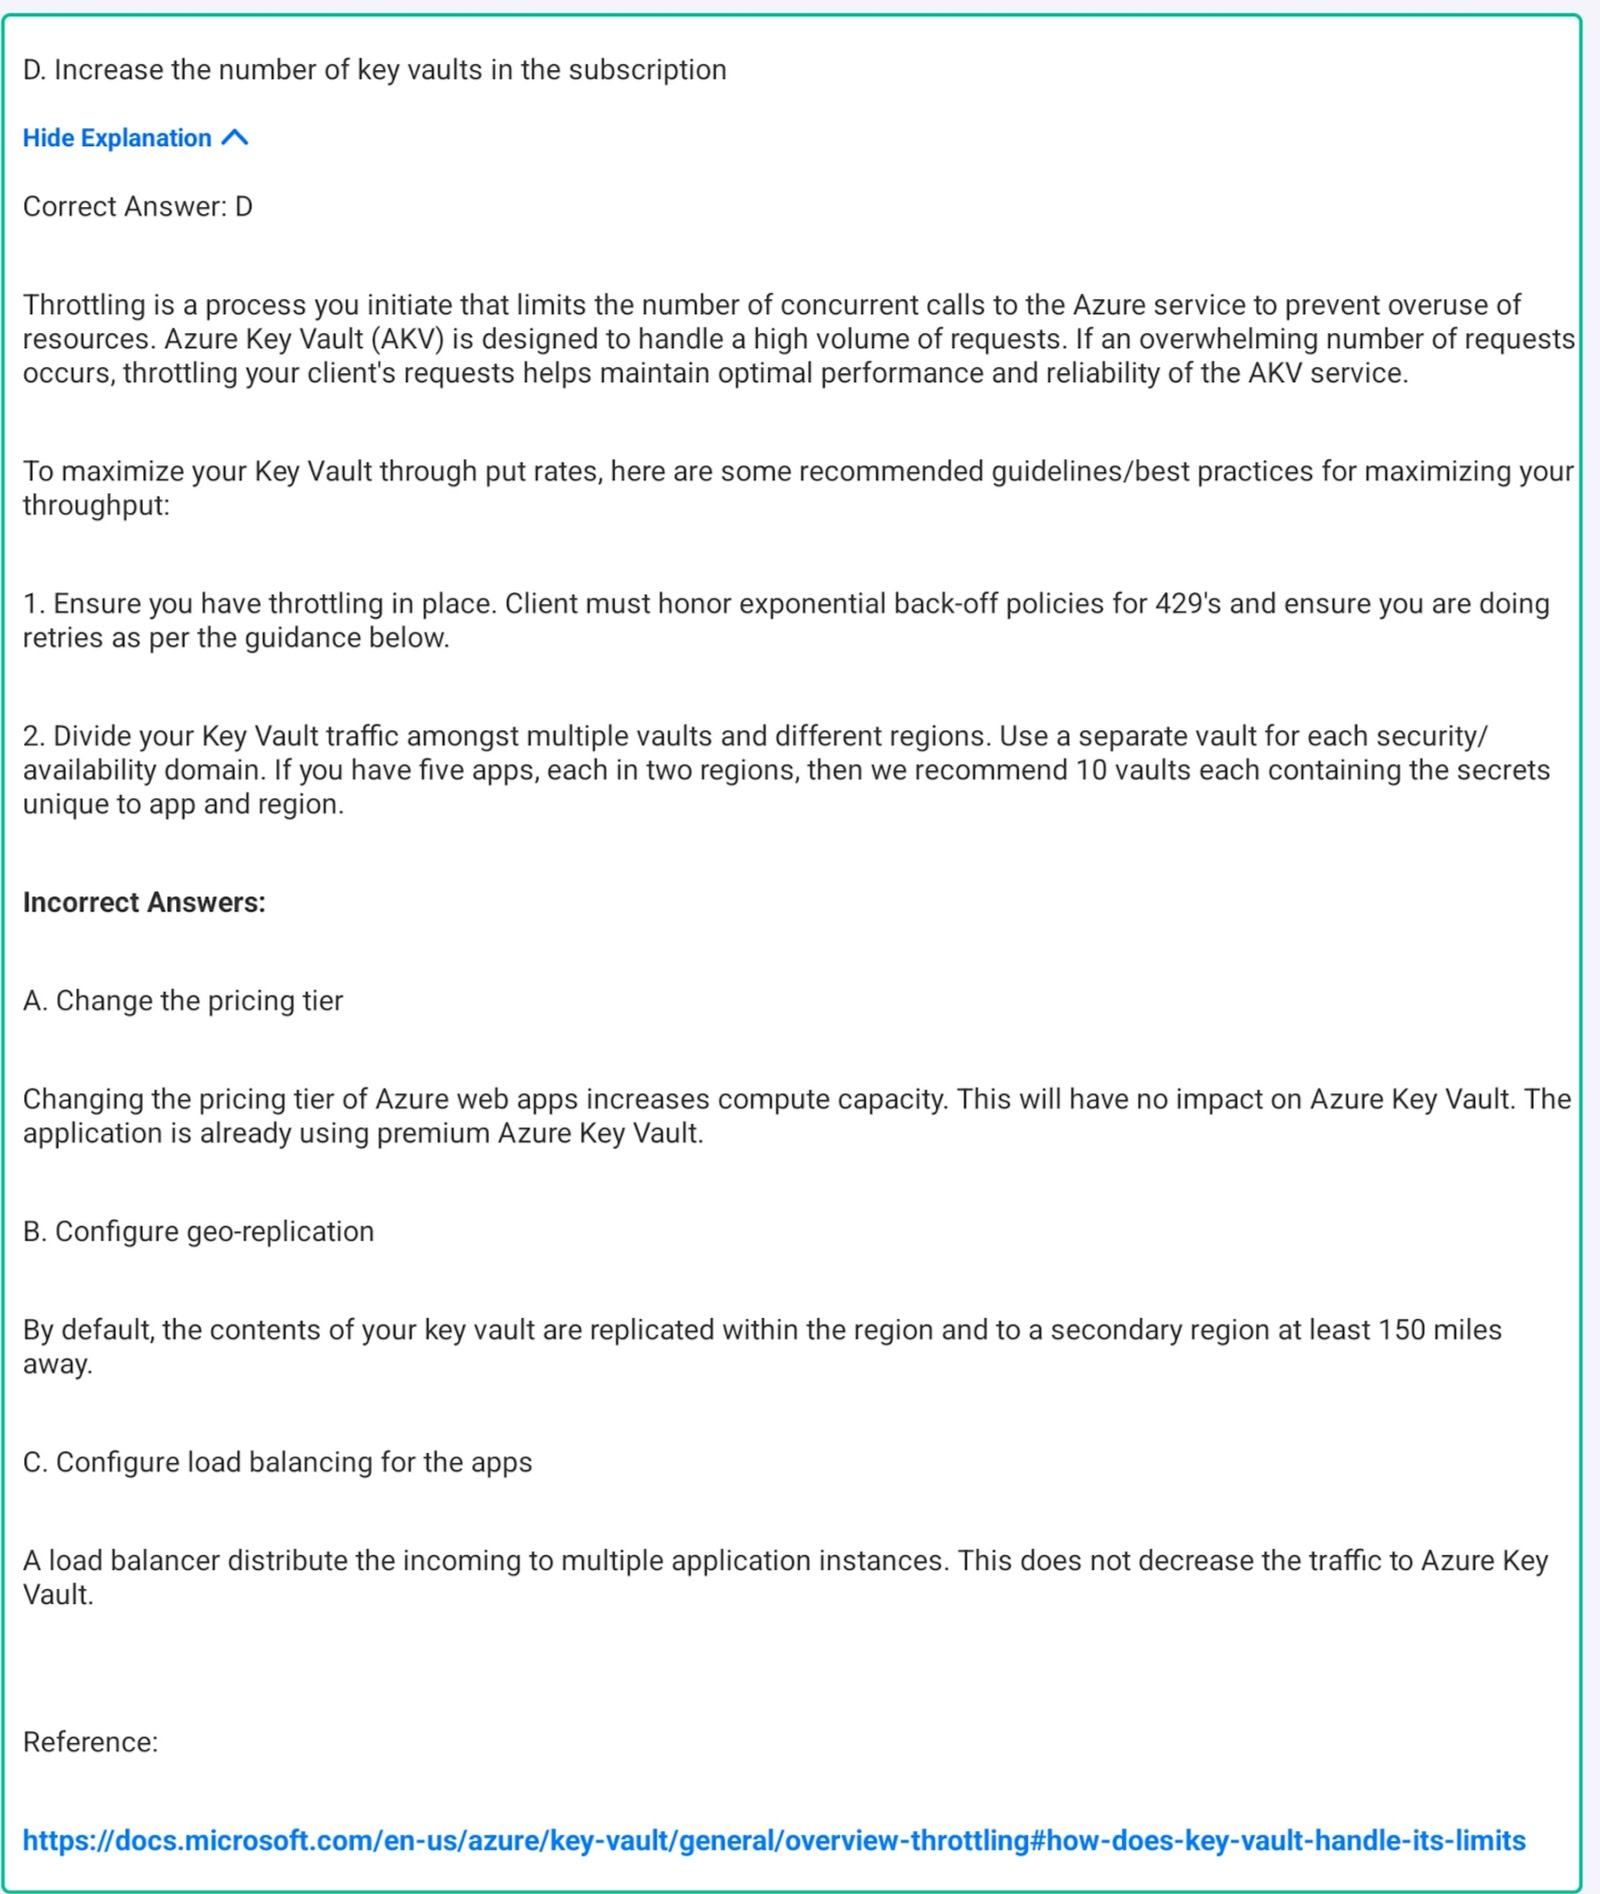 D. Increase the number of key vaults in the subscription
Hide Explanation
Correct Answer: D
Throttling is a process you initiate that limits the number of concurrent calls to the Azure service to prevent overuse of
resources. Azure Key Vault (AKV) is designed to handle a high volume of requests. If an overwhelming number of requests
occurs, throttling your client's requests helps maintain optimal performance and reliability of the AKV service.
To maximize your Key Vault through put rates, here are some recommended guidelines/best practices for maximizing your
throughput:
1. Ensure you have throttling in place. Client must honor exponential back-off policies for 429's and ensure you are doing
retries as per the guidance below.
2. Divide your Key Vault traffic amongst multiple vaults and different regions. Use a separate vault for each security/
availability domain. If you have five apps, each in two regions, then we recommend 10 vaults each containing the secrets
unique to app and region.
Incorrect Answers:
A. Change the pricing tier
Changing the pricing tier of Azure web apps increases compute capacity. This will have no impact on Azure Key Vault. The
application is already using premium Azure Key Vault.
B. Configure geo-replication
By default, the contents of your key vault are replicated within the region and to a secondary region at least 150 miles
away.
C. Configure load balancing for the apps
A load balancer distribute the incoming to multiple application instances. This does not decrease the traffic to Azure Key
Vault.
Reference:
https://docs.microsoft.com/en-us/azure/key-vault/general/overview-throttling#how-does-key-vault-handle-its-limits